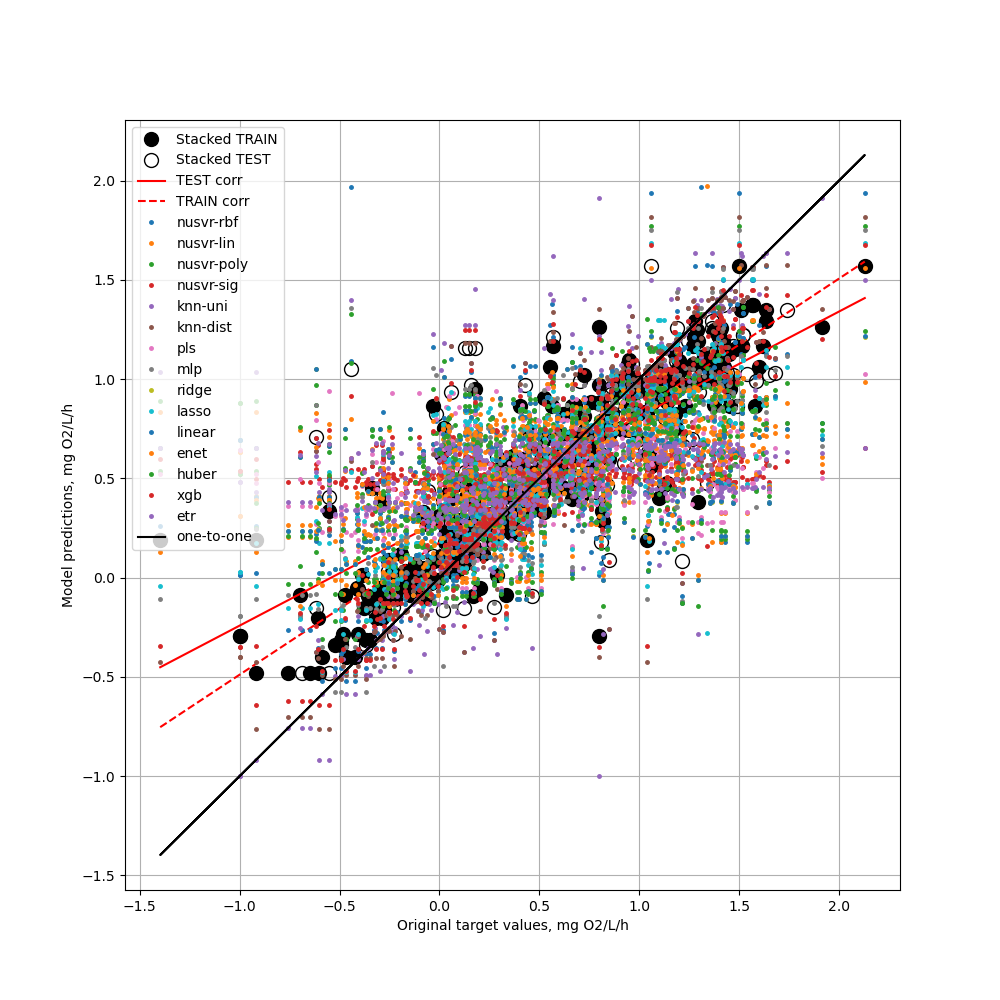 Stacked TRAIN
Stacked TEST
TEST corr
TRAIN corr
nusvr-rbf
nusvr-lin
nusvr-poly
nusvr-sig
knn-uni
knn-dist
pls
mlp
ridge
lasso
linear
enet
huber
xgb
etr
one-to-one
2.0
1.5
1.0
0.5
0.0
−0.5
−1.0
−1.5
Model predictions, mg O2/L/h
−1.5 −1.0 −0.5 0.0 0.5 1.0 1.5 2.0
Original target values, mg O2/L/h